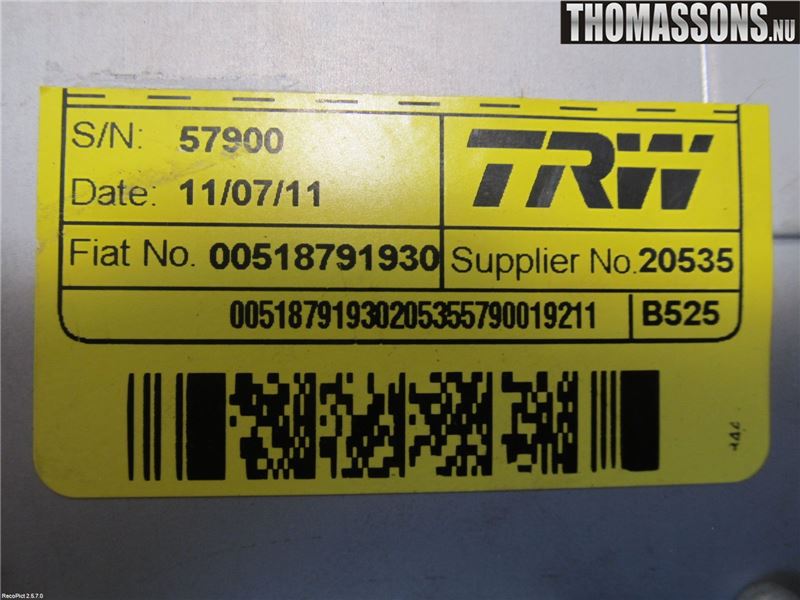 THOMASSONS.NU
S/N: 57900
TRW
Date: 11/07/11
Fiat No. 00518791930
Supplier No. 20535
00518791930205355790019211
B525
RecoPict 2.5.7.0